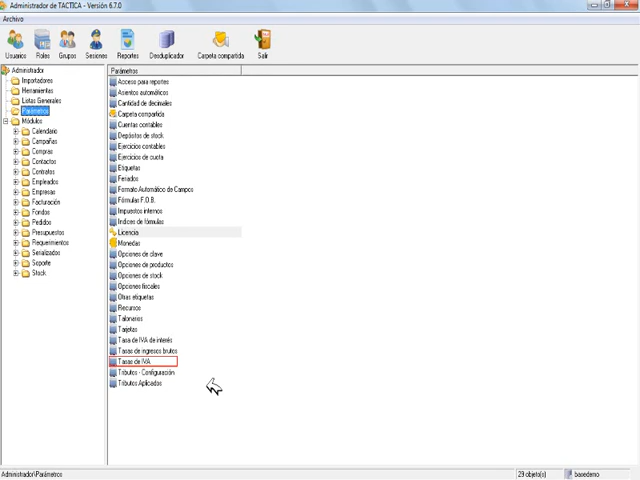 Administrador de TACTICA - Versión 6.7.0
Archivo
Usuarios Roles Grupos Sesiones Reportes Desduplicador Carpeta compartida Salir
Administrador
Importadores
Herramientas
Listas Generales
Parámetros
Módulos
Calendario
Campañas
Compras
Contactos
Contratos
Empleados
Empresas
Facturación
Fondos
Pedidos
Presupuestos
Requerimientos
Serializados
Soporte
Stock
Parámetros
Acceso para reportes
Asientos automáticos
Cantidad de decimales
Carpeta compartida
Cuentas contables
Depósitos de stock
Ejercicios contables
Ejercicios de cuota
Etiquetas
Feriados
Formato Automático de Campos
Fórmulas F.O.B.
Impuestos internos
Indices de fórmulas
Licencia
Monedas
Opciones de clave
Opciones de productos
Opciones de stock
Opciones fiscales
Otras etiquetas
Recursos
Talonarios
Tarjetas
Tasa de IVA de interés
Tasas de ingresos brutos
Tasas de IVA
Tributos - Configuración
Tributos Aplicados
Administrador\Parámetros
29 objeto(s)
basedemo